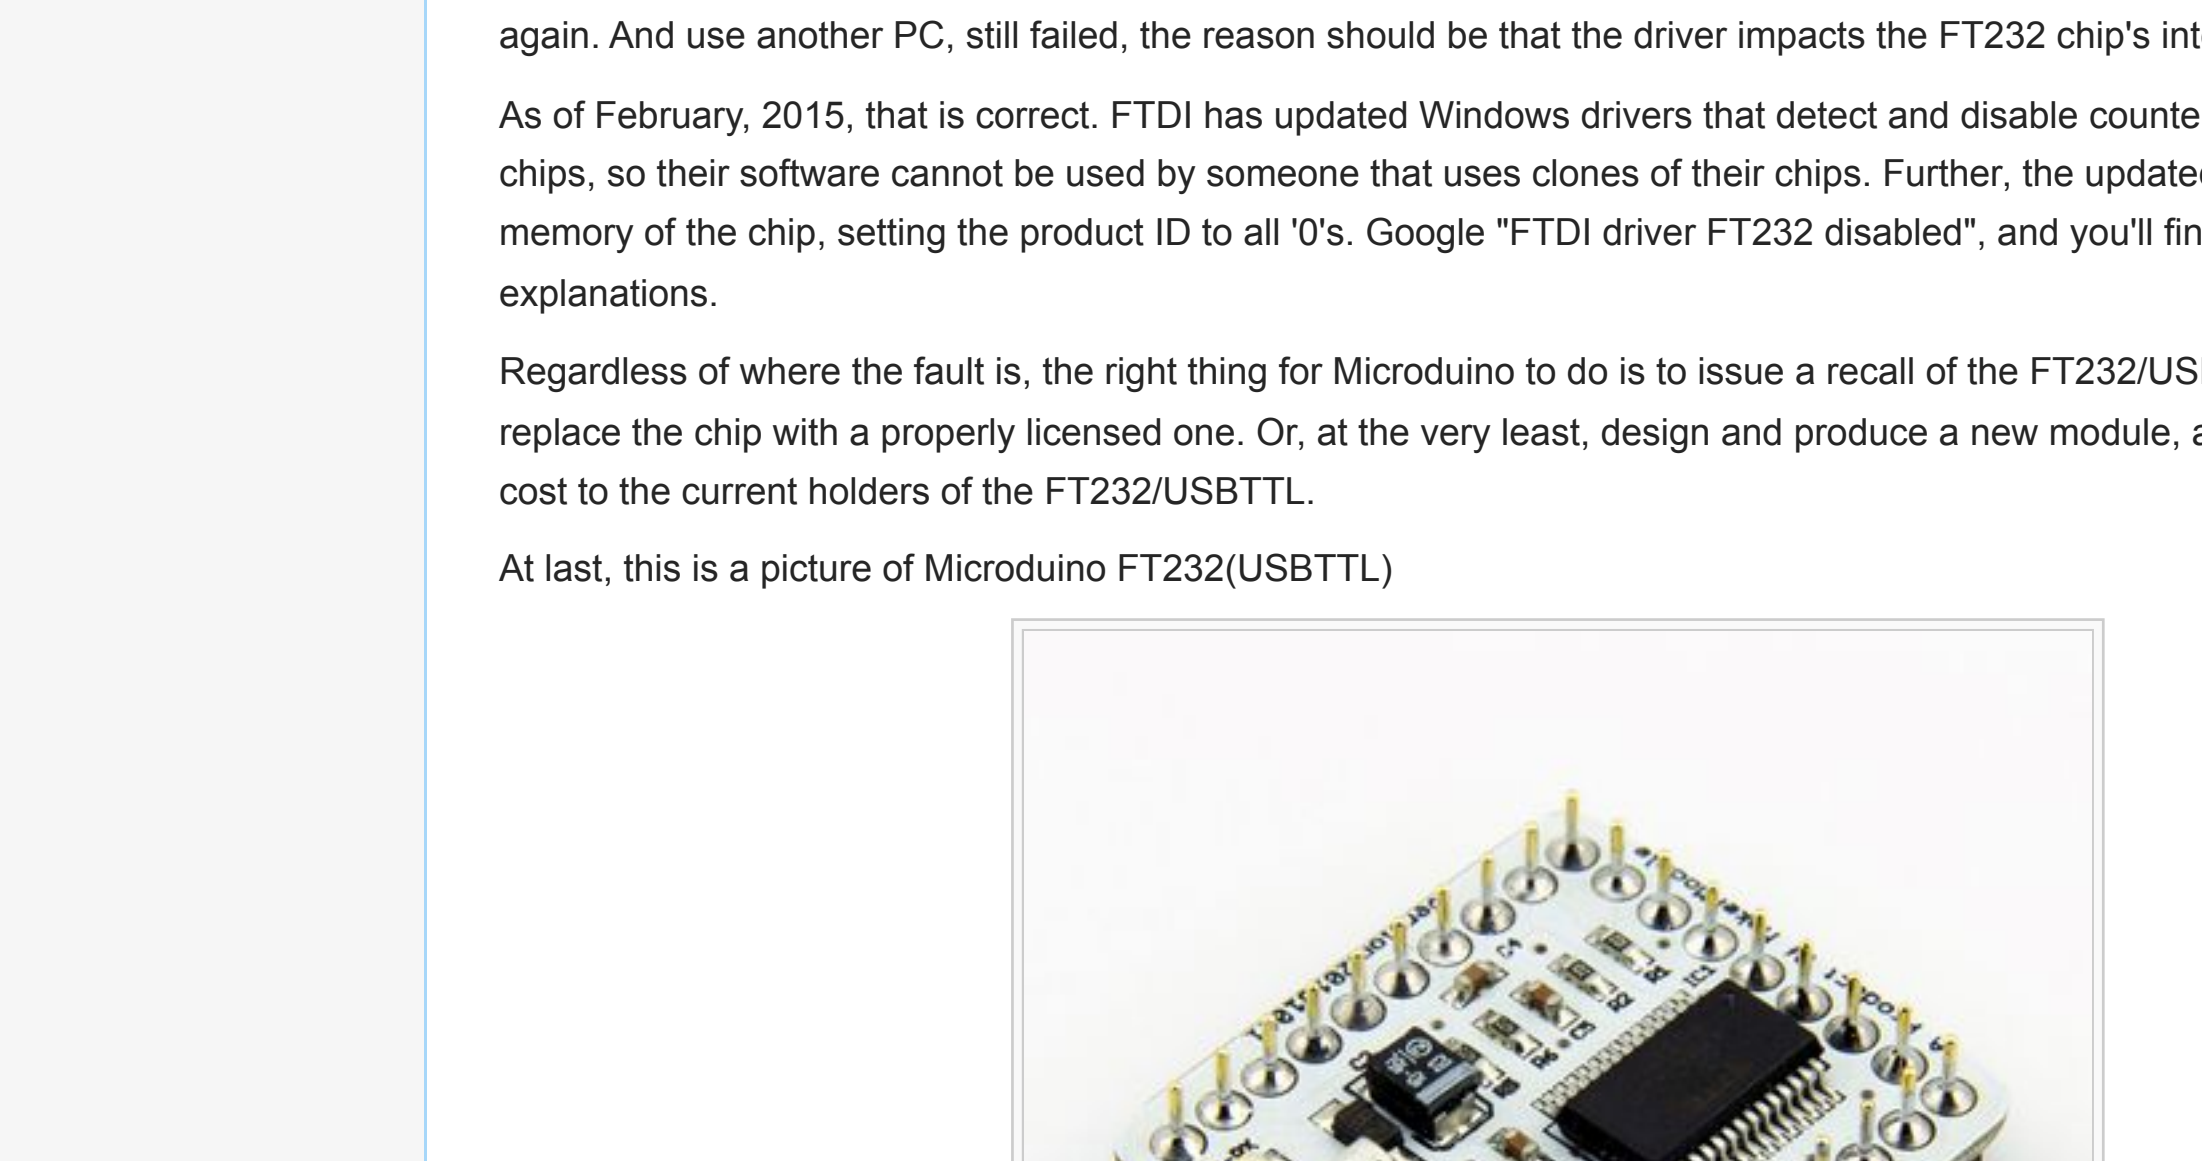 again. And use another PC, still failed, the reason should be that the driver impacts the FT232 chip's
As of February, 2015, that is correct. FTDI has updated Windows drivers that detect and disable
chips, so their software cannot be used by someone that uses clones of their chips. Further, the
memory of the chip, setting the product ID to all '0's. Google "FTDI driver FT232 disabled", and you'll
explanations.
Regardless of where the fault is, the right thing for Microduino to do is to issue a recall of the
replace the chip with a properly licensed one. Or, at the very least, design and produce a new module,
cost to the current holders of the FT232/USBTTL.
At last, this is a picture of Microduino FT232(USBTTL)
IC1
R1
R2
R6